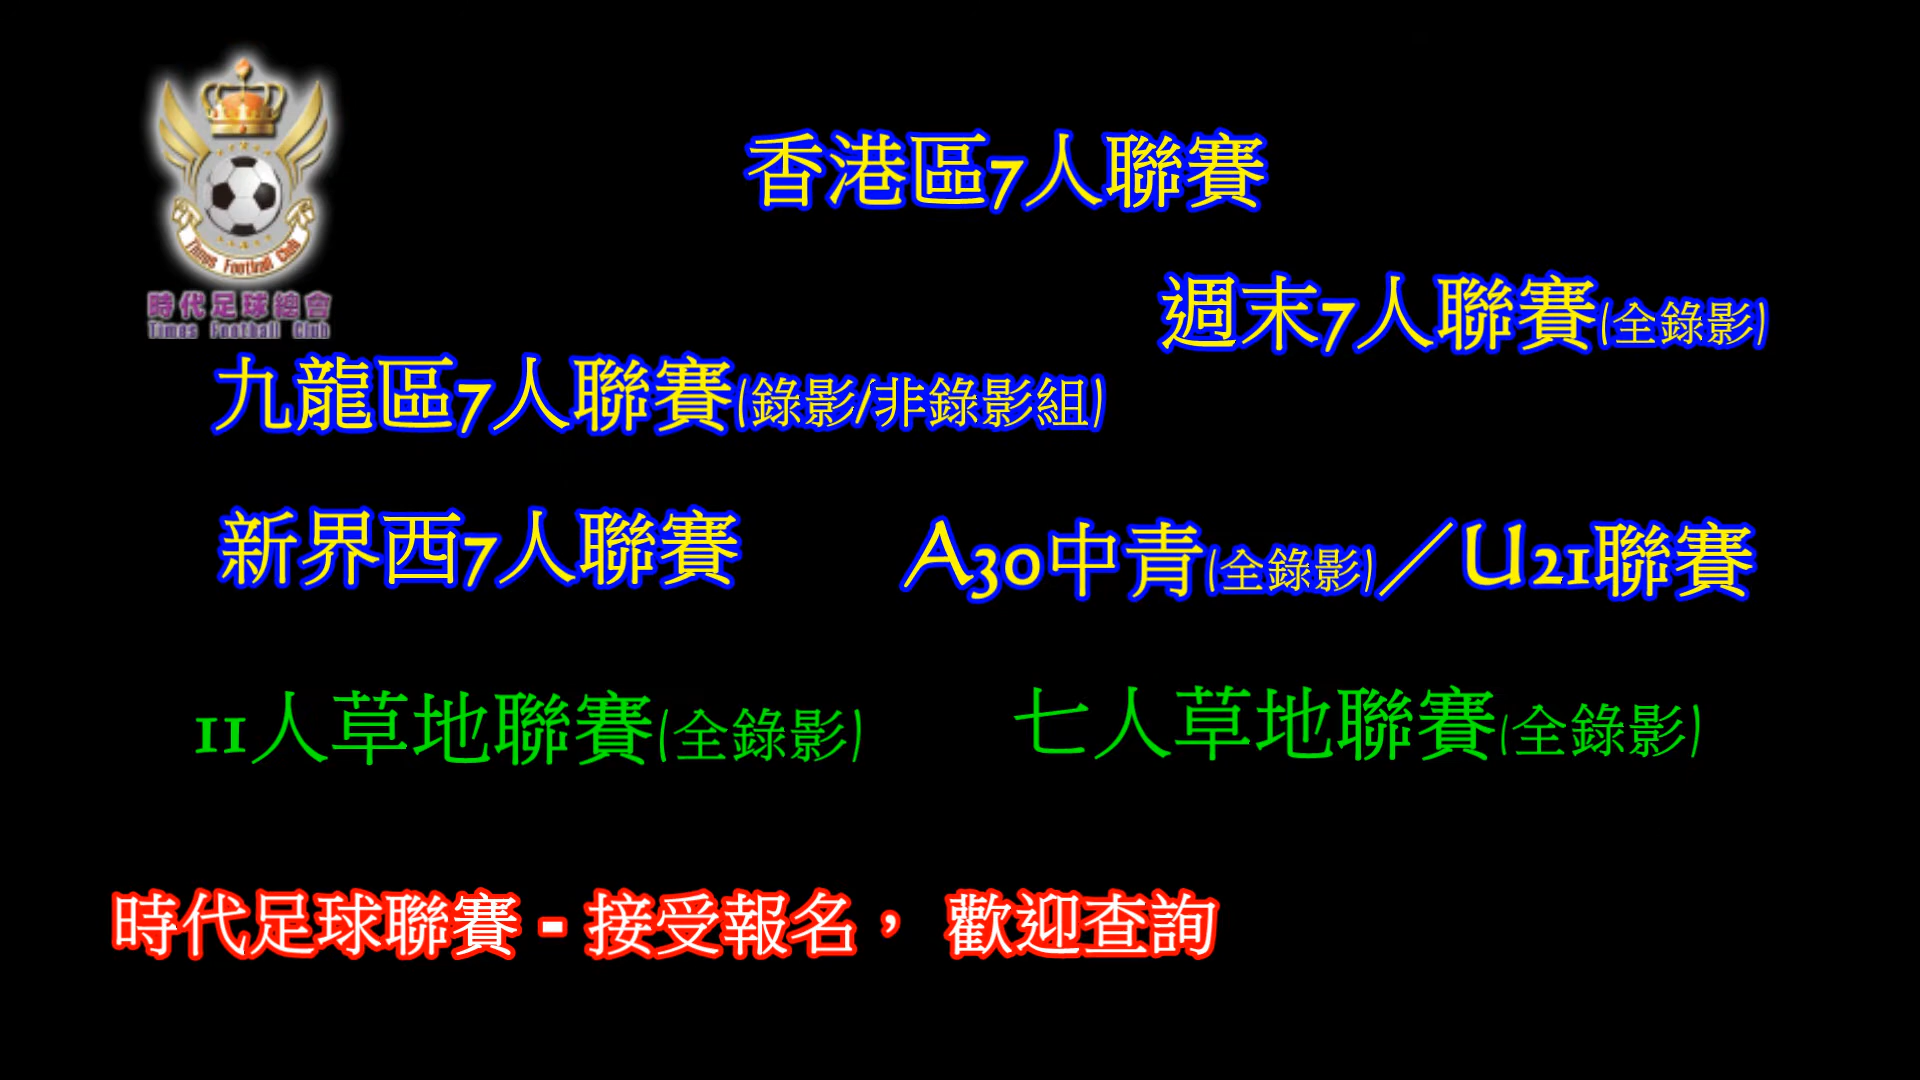 Times Football Club
時代足球總會
Times Football Club
香港區7人聯賽
週末7人聯賽(全錄影)
九龍區7人聯賽(錄影/非錄影組)
新界西7人聯賽
A30中青(全錄影)／U21聯賽
11人草地聯賽(全錄影)
七人草地聯賽(全錄影)
時代足球聯賽 - 接受報名， 歡迎查詢